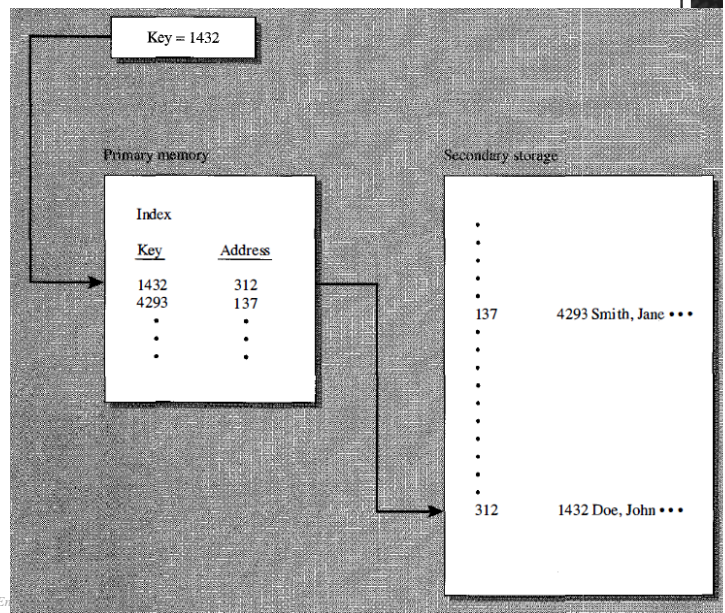 Key = 1432
Primary memory
Index
Key Address
1432 312
4293 137
Secondary storage
137 4293 Smith, Jane •••
312 1432 Doe, John •••